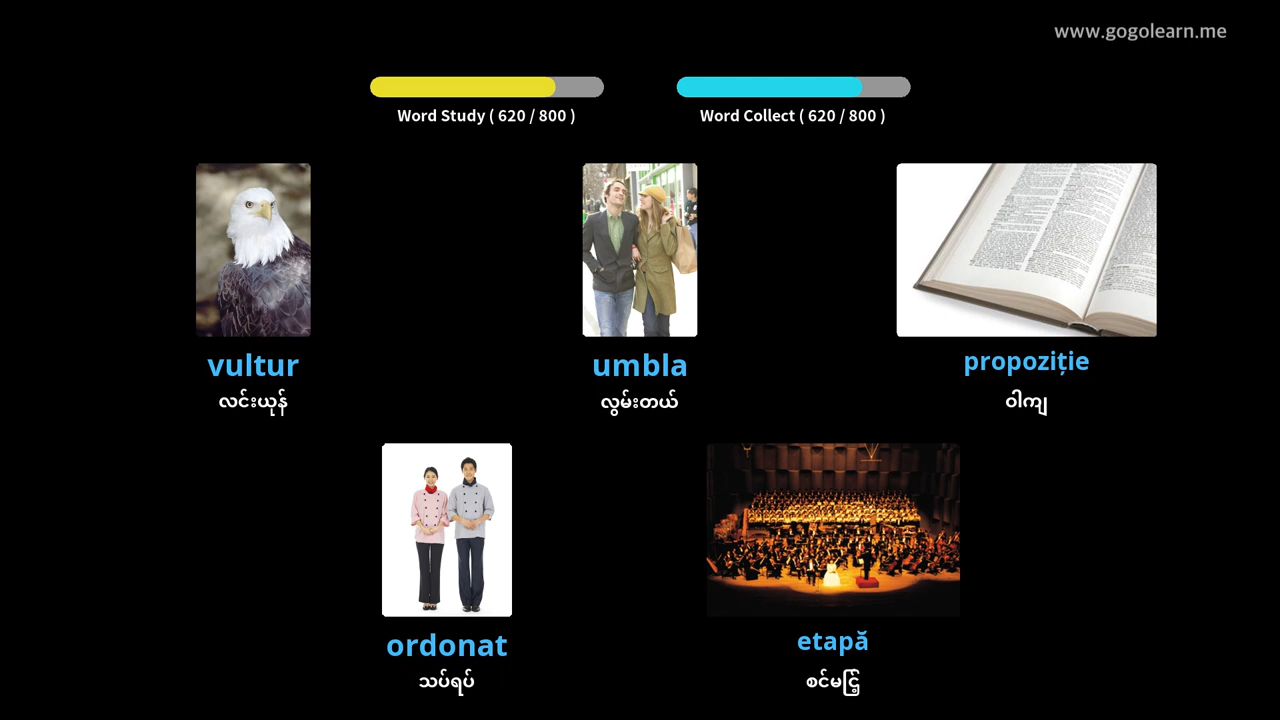 www.gogolearn.me
Word Study ( 620 / 800 )
Word Collect ( 620 / 800 )
vultur
လင်းယုန်
umbla
လွမ်းတယ်
propoziție
ဝါကျ
ordonat
သပ်ရပ်
etapă
စင်မြင့်